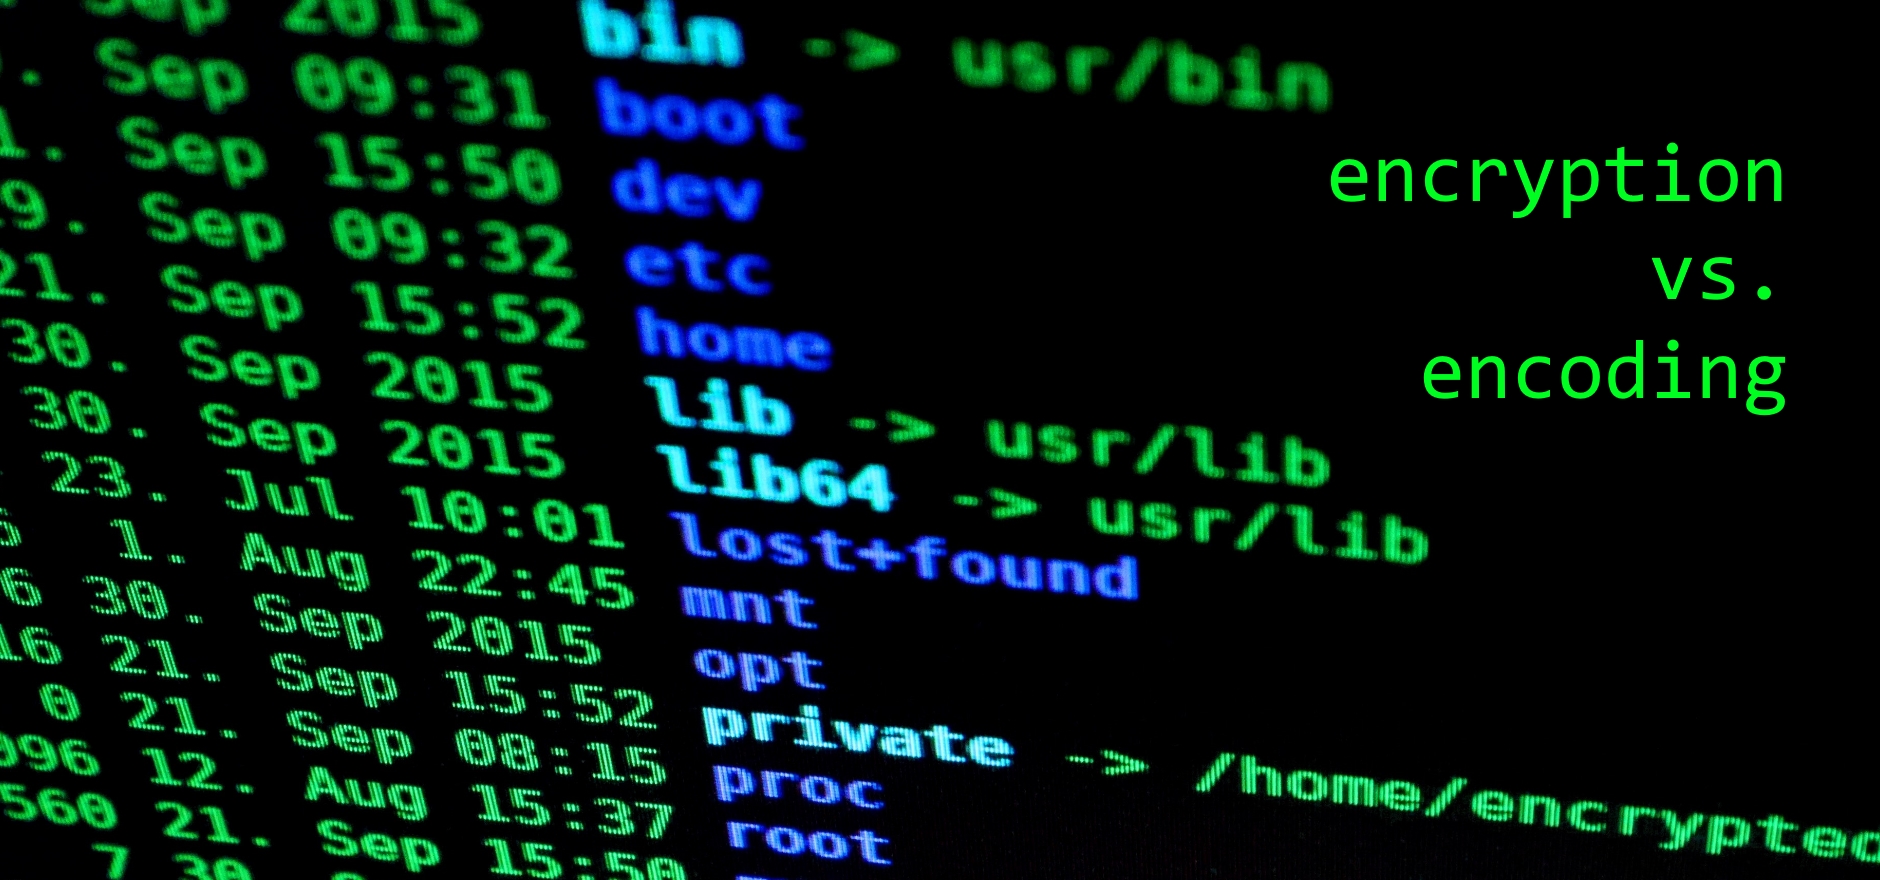 Sep 2015 bin -> usr/bin
. Sep 09:31 boot
1. Sep 15:50 dev
9. Sep 09:32 etc
21. Sep 15:52 home
30. Sep 2015 lib -> usr/lib
30. Sep 2015 lib64 -> usr/lib
23. Jul 10:01 lost+found
1. Aug 22:45 mnt
6 30. Sep 2015 opt
16 21. Sep 15:52 private -> /home/encrypted
0 21. Sep 08:15 proc
096 12. Aug 15:37 root
560 21. Sep 15:50
7 30.
encryption
vs.
encoding